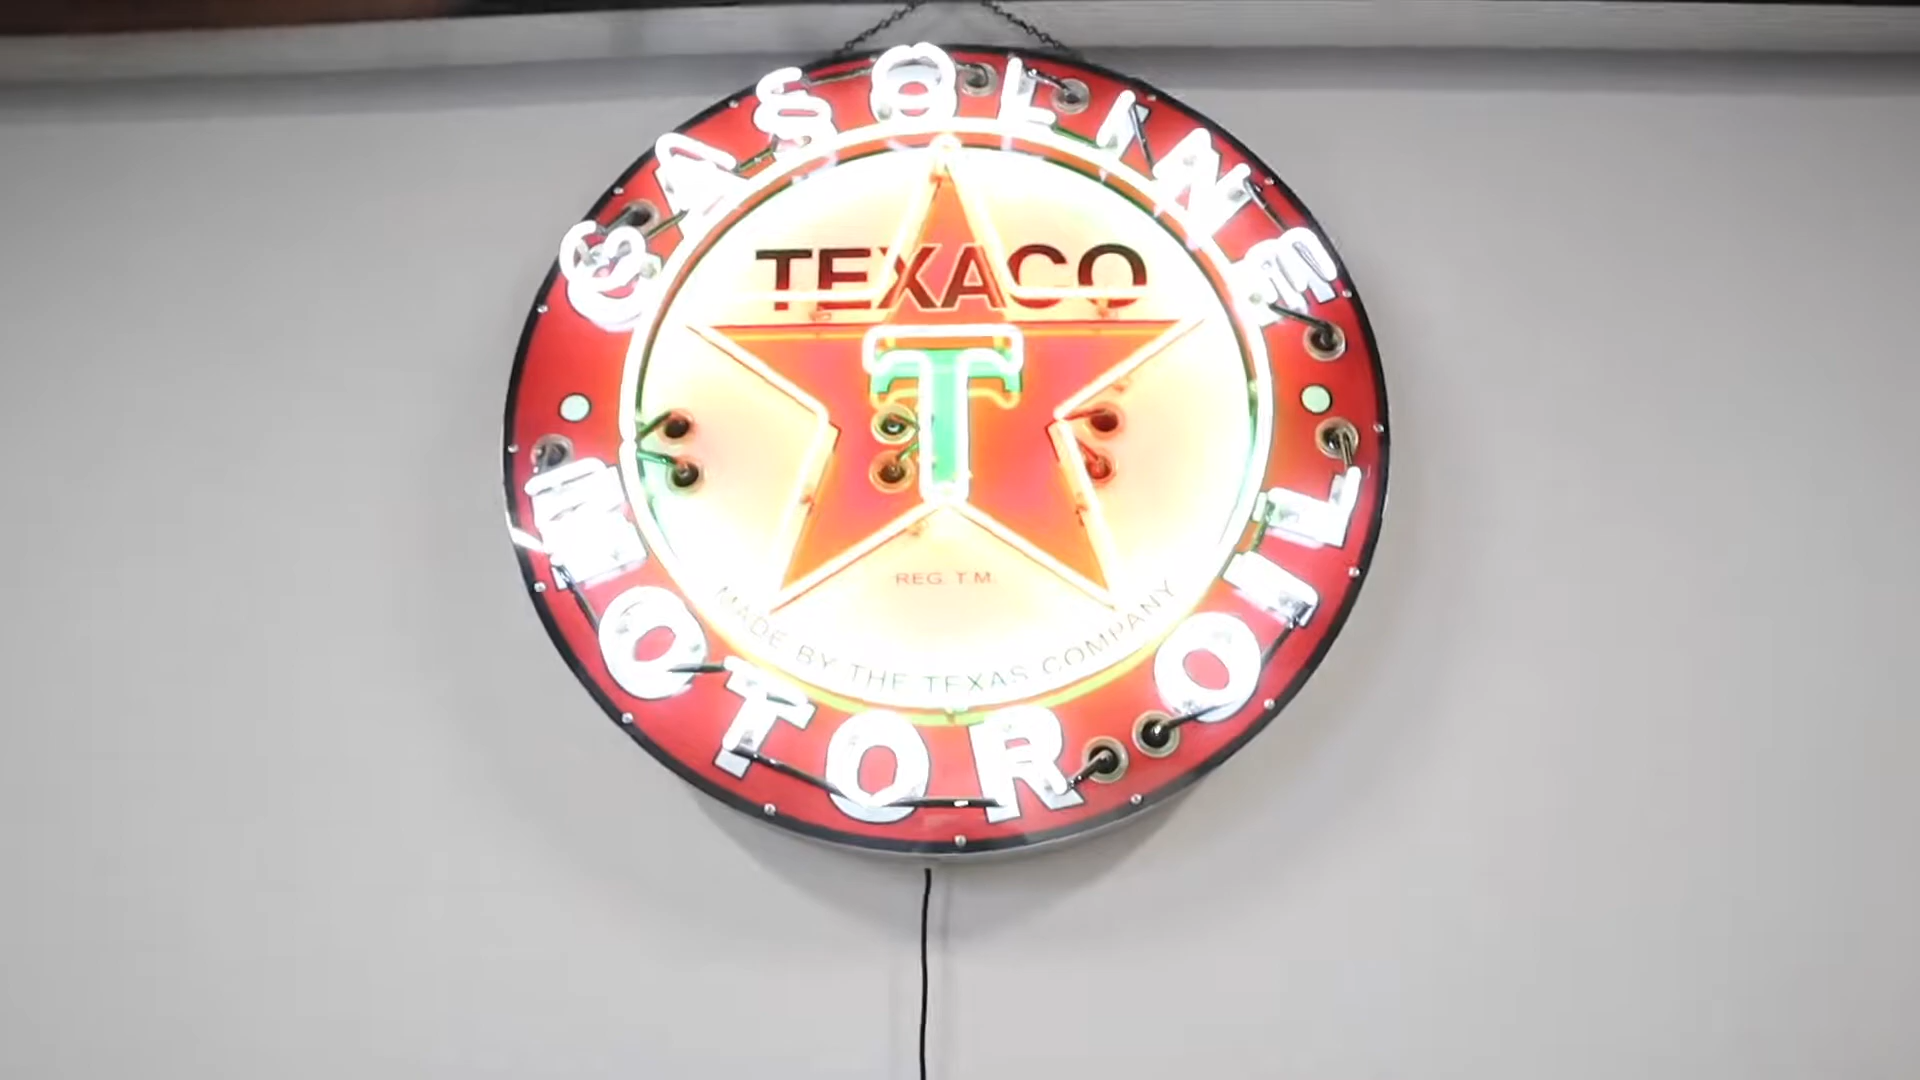 GASOLINE
TEXACO
T
REG. T.M.
MADE BY THE TEXAS COMPANY
MOTOR OIL